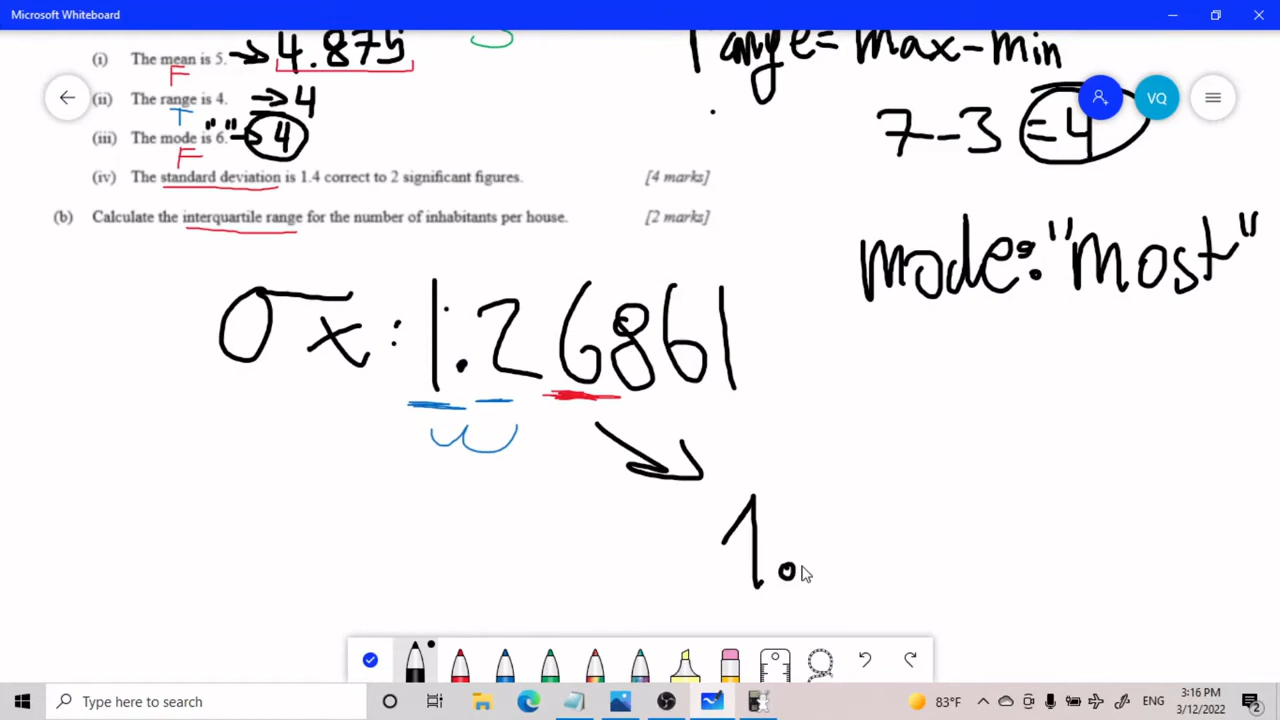 Microsoft Whiteboard
(i) The mean is 5. → 4.875
F
range = max - min
(ii) The range is 4. → 4
T
7 - 3 = 4
VQ
(iii) The mode is 6. " " → 4
F
(iv) The standard deviation is 1.4 correct to 2 significant figures. [4 marks]
(b) Calculate the interquartile range for the number of inhabitants per house. [2 marks]
mode: "most"
σx : 1.26861
1.
Type here to search
83°F
ENG
3:16 PM
3/12/2022
2